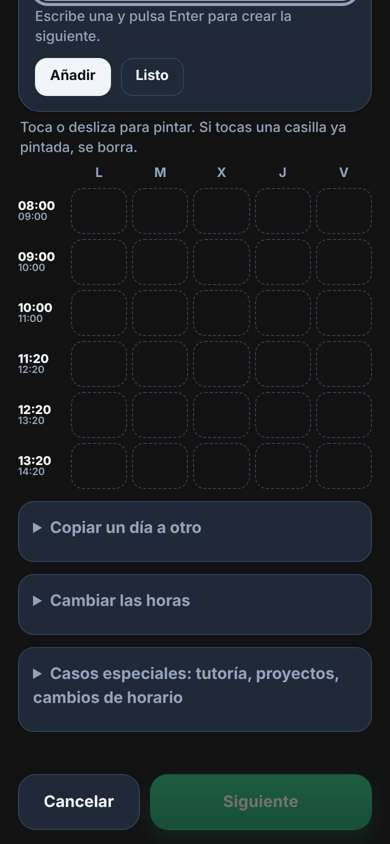 Escribe una y pulsa Enter para crear la
siguiente.
Añadir
Listo
Toca o desliza para pintar. Si tocas una casilla ya
pintada, se borra.
L M X J V
08:00
09:00
09:00
10:00
10:00
11:00
11:20
12:20
12:20
13:20
13:20
14:20
▶ Copiar un día a otro
▶ Cambiar las horas
▶ Casos especiales: tutoría, proyectos,
cambios de horario
Cancelar
Siguiente